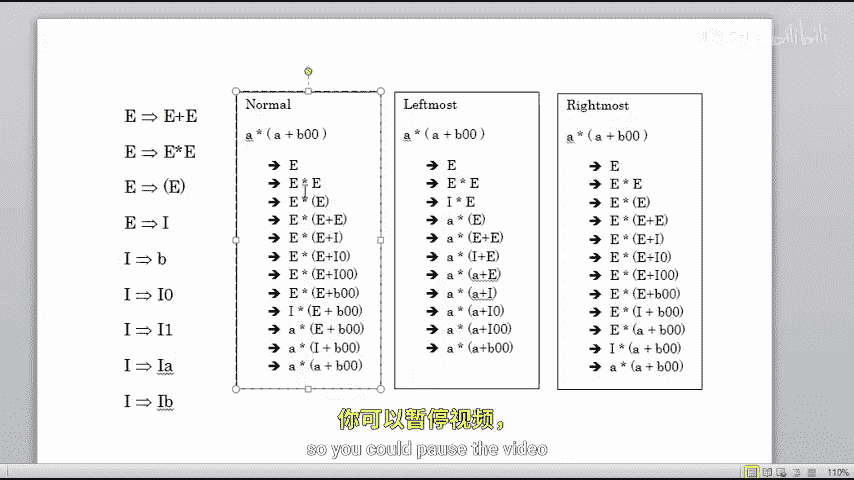 E ⇒ E+E
E ⇒ E*E
E ⇒ (E)
E ⇒ I
I ⇒ b
I ⇒ I0
I ⇒ I1
I ⇒ Ia
I ⇒ Ib
Normal
a * ( a + b00 )
➔ E
➔ E * E
➔ E * (E)
➔ E * (E+E)
➔ E * (E+I)
➔ E * (E+I0)
➔ E * (E+I00)
➔ E * (E+b00)
➔ I * (E + b00)
➔ a * (E + b00)
➔ a * (I + b00)
➔ a * (a + b00)
Leftmost
a * ( a + b00 )
➔ E
➔ E * E
➔ I * E
➔ a * (E)
➔ a * (E+E)
➔ a * (I+E)
➔ a * (a+E)
➔ a * (a+I)
➔ a * (a+I0)
➔ a * (a+I00)
➔ a * (a+b00)
Rightmost
a * ( a + b00 )
➔ E
➔ E * E
➔ E * (E)
➔ E * (E+E)
➔ E * (E+I)
➔ E * (E+I0)
➔ E * (E+I00)
➔ E * (E+b00)
➔ E * (I + b00)
➔ E * (a + b00)
➔ I * (a + b00)
➔ a * (a + b00)
你可以暂停视频，
so you could pause the video
110%
bilibili